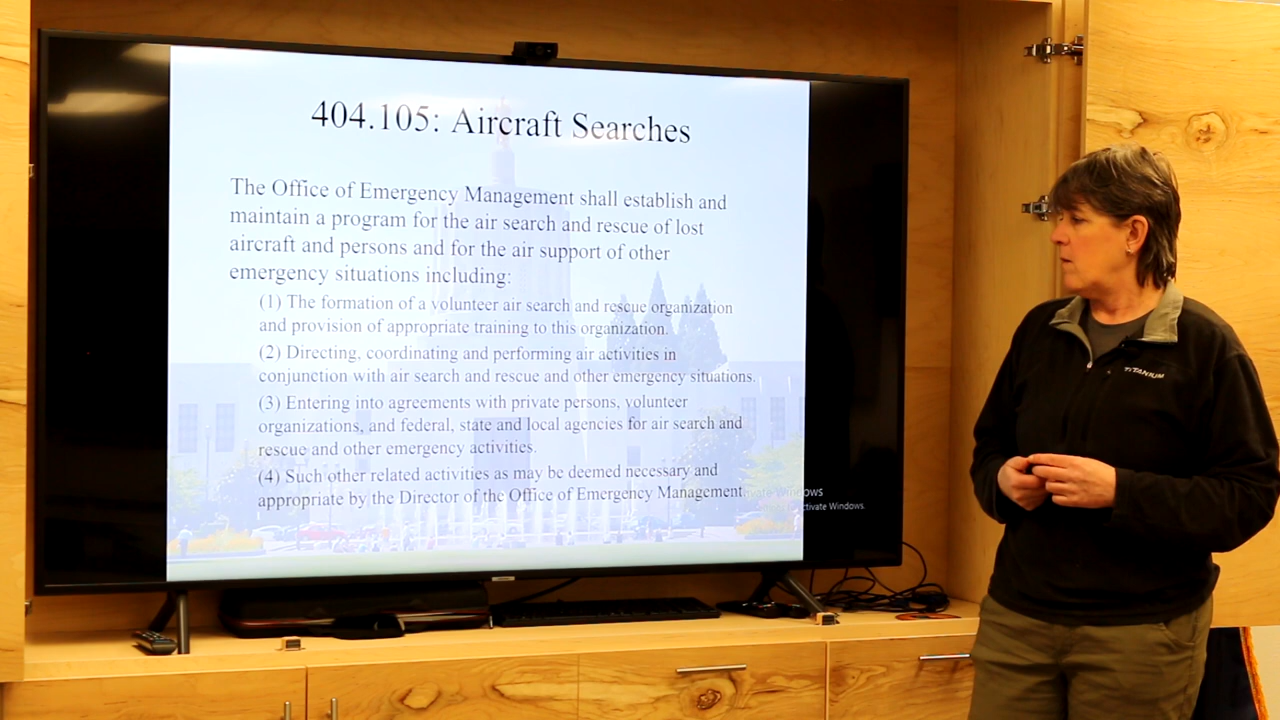 404.105: Aircraft Searches
The Office of Emergency Management shall establish and
maintain a program for the air search and rescue of lost
aircraft and persons and for the air support of other
emergency situations including:
(1) The formation of a volunteer air search and rescue organization
and provision of appropriate training to this organization.
(2) Directing, coordinating and performing air activities in
conjunction with air search and rescue and other emergency situations.
(3) Entering into agreements with private persons, volunteer
organizations, and federal, state and local agencies for air search and
rescue and other emergency activities.
(4) Such other related activities as may be deemed necessary and
appropriate by the Director of the Office of Emergency Management.
Windows
ctivate Windows.
TITANIUM